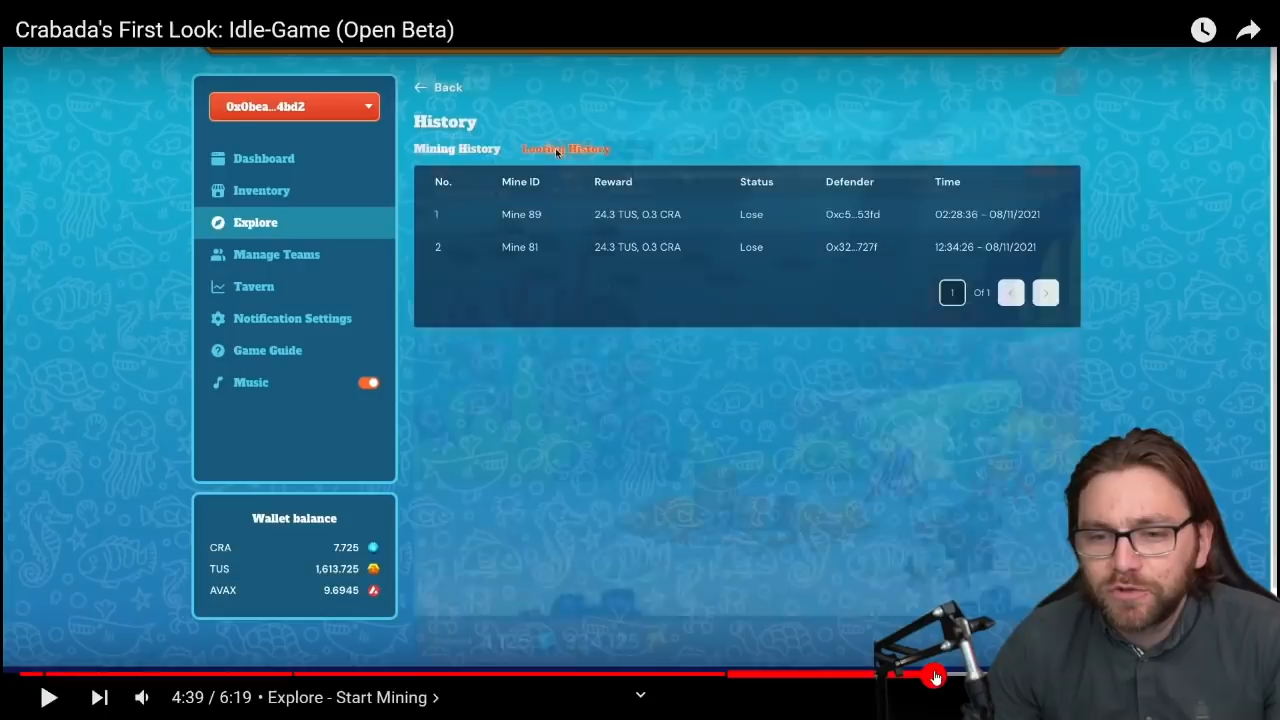 Crabada's First Look: Idle-Game (Open Beta)
0x0bea...4bd2
Dashboard
Inventory
Explore
Manage Teams
Tavern
Notification Settings
Game Guide
Music
Wallet balance
CRA 7.725
TUS 1,613.725
AVAX 9.6945
← Back
History
Mining History Looting History
No. Mine ID Reward Status Defender Time
1 Mine 89 24.3 TUS, 0.3 CRA Lose 0xc5...53fd 02:28:36 - 08/11/2021
2 Mine 81 24.3 TUS, 0.3 CRA Lose 0x32...727f 12:34:26 - 08/11/2021
1 Of 1 < >
4:39 / 6:19 • Explore - Start Mining >